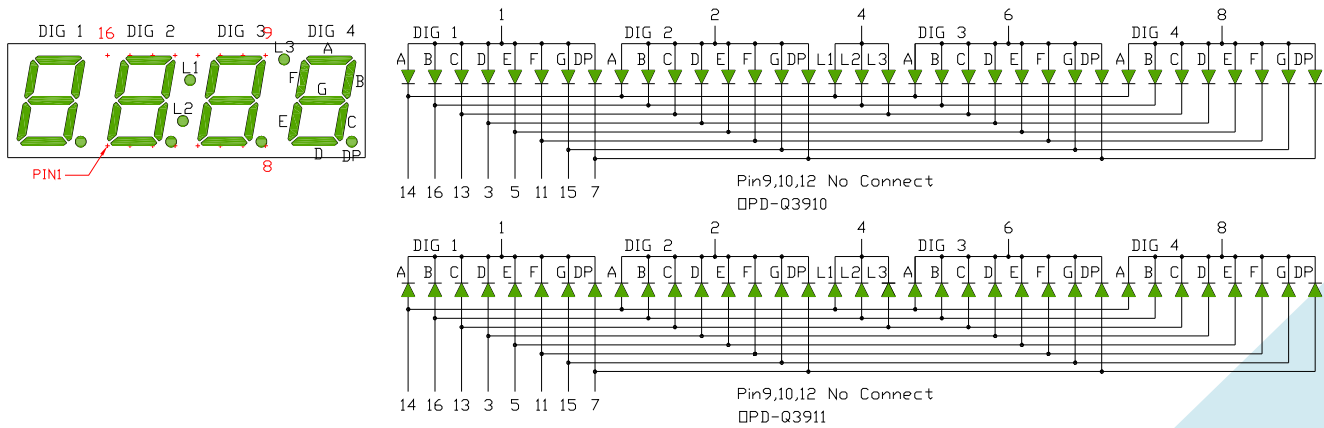 DIG 1 16 DIG 2 DIG 3 9 DIG 4
L3 A
L1 F B
G
L2 E C
D DP
PIN1 8
1 2 4 6 8
DIG 1 DIG 2 DIG 3 DIG 4
A B C D E F G DP A B C D E F G DP L1 L2 L3 A B C D E F G DP A B C D E F G DP
14 16 13 3 5 11 15 7
Pin9,10,12 No Connect
▯PD-Q3910
1 2 4 6 8
DIG 1 DIG 2 DIG 3 DIG 4
A B C D E F G DP A B C D E F G DP L1 L2 L3 A B C D E F G DP A B C D E F G DP
14 16 13 3 5 11 15 7
Pin9,10,12 No Connect
▯PD-Q3911